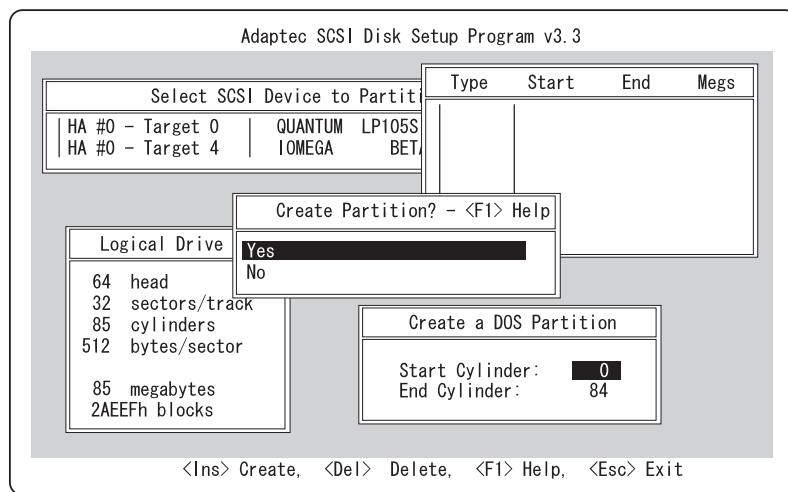 Adaptec SCSI Disk Setup Program v3.3
Select SCSI Device to Partiti
HA #0 – Target 0 QUANTUM LP105S
HA #0 – Target 4 IOMEGA BETA
Type Start End Megs
Create Partition? – <F1> Help
Yes
No
Logical Drive
64 head
32 sectors/track
85 cylinders
512 bytes/sector
85 megabytes
2AEEFh blocks
Create a DOS Partition
Start Cylinder: 0
End Cylinder: 84
<Ins> Create, <Del> Delete, <F1> Help, <Esc> Exit